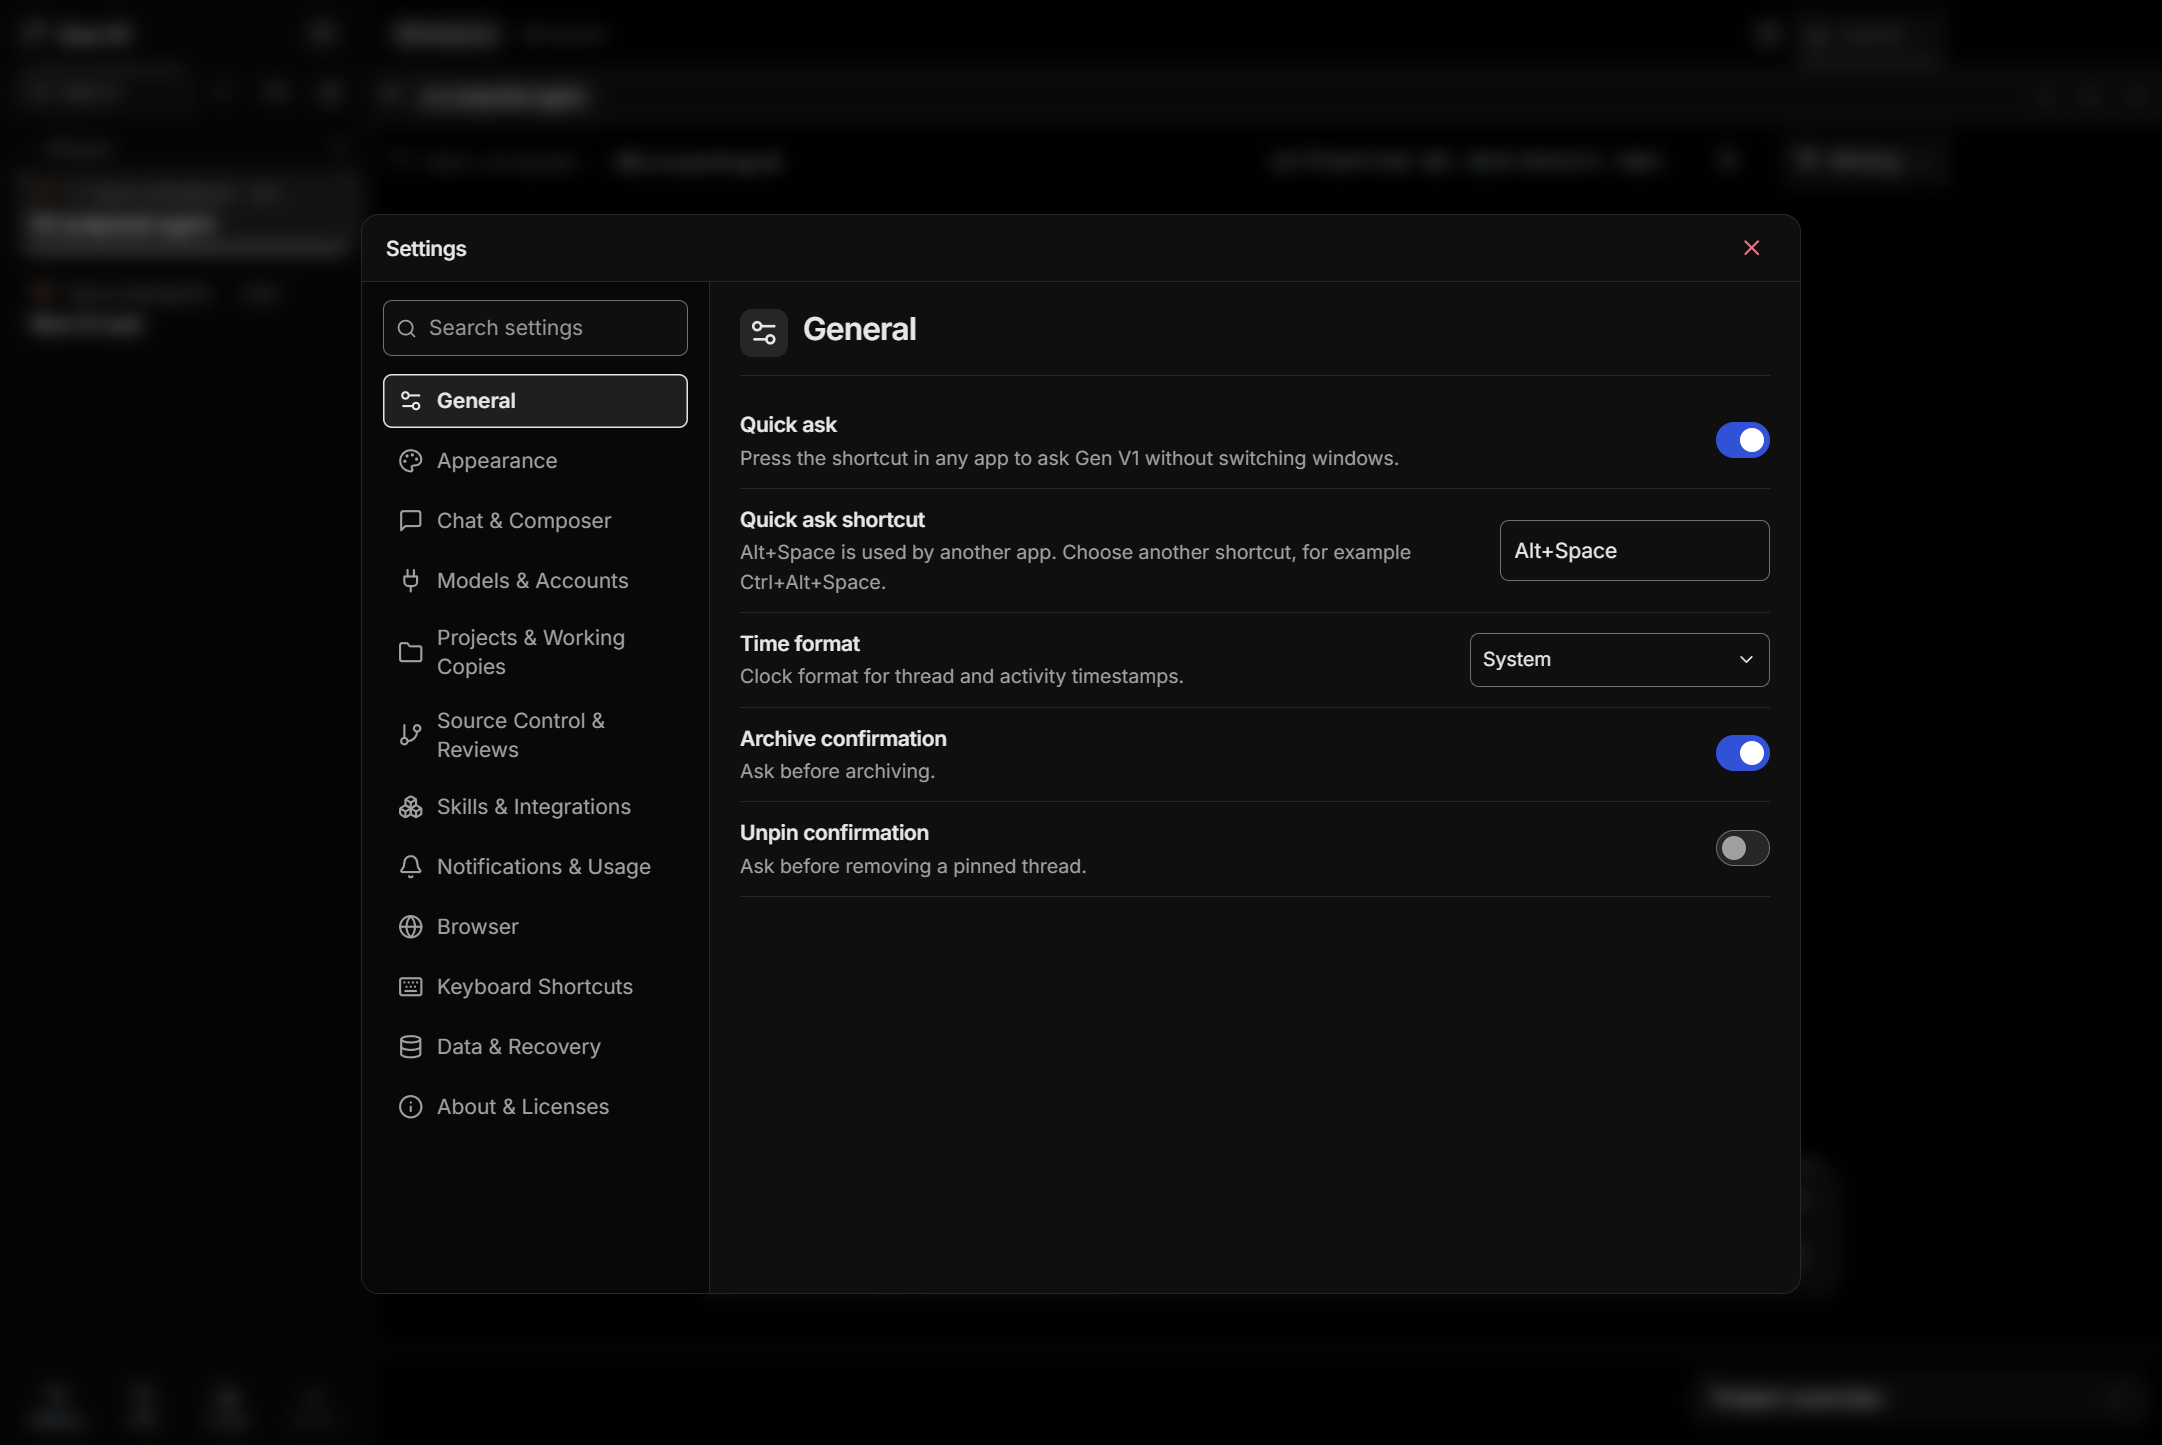 Settings
Search settings
General
Appearance
Chat & Composer
Models & Accounts
Projects & Working
Copies
Source Control &
Reviews
Skills & Integrations
Notifications & Usage
Browser
Keyboard Shortcuts
Data & Recovery
About & Licenses
General
Quick ask
Press the shortcut in any app to ask Gen V1 without switching windows.
Quick ask shortcut
Alt+Space is used by another app. Choose another shortcut, for example
Ctrl+Alt+Space.
Alt+Space
Time format
Clock format for thread and activity timestamps.
System
Archive confirmation
Ask before archiving.
Unpin confirmation
Ask before removing a pinned thread.